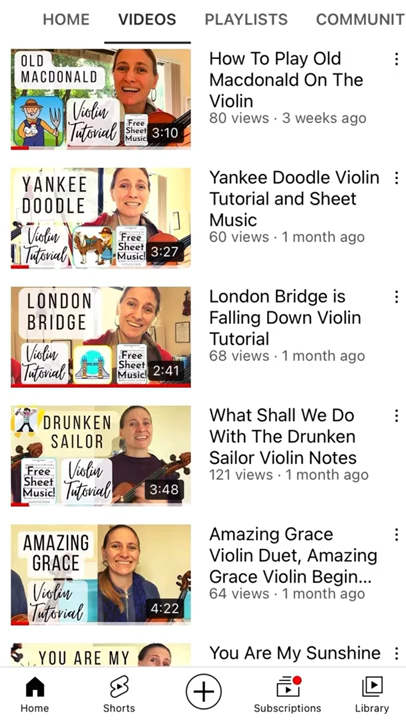 HOME VIDEOS PLAYLISTS COMMUNIT
OLD
MACDONALD
Violin
Tutorial
Free
Sheet
Music!
3:10
How To Play Old
Macdonald On The
Violin
80 views · 3 weeks ago
YANKEE
DOODLE
Violin
Tutorial
Free
Sheet
Music!
3:27
Yankee Doodle Violin
Tutorial and Sheet
Music
60 views · 1 month ago
LONDON
BRIDGE
Violin
Tutorial
Free
Sheet
Music!
2:41
London Bridge is
Falling Down Violin
Tutorial
68 views · 1 month ago
DRUNKEN
SAILOR
Free
Sheet
Music!
Violin
Tutorial
3:48
What Shall We Do
With The Drunken
Sailor Violin Notes
121 views · 1 month ago
AMAZING
GRACE
Violin
Tutorial
4:22
Amazing Grace
Violin Duet, Amazing
Grace Violin Begin...
64 views · 1 month ago
YOU ARE MY
You Are My Sunshine
Home Shorts Subscriptions Library